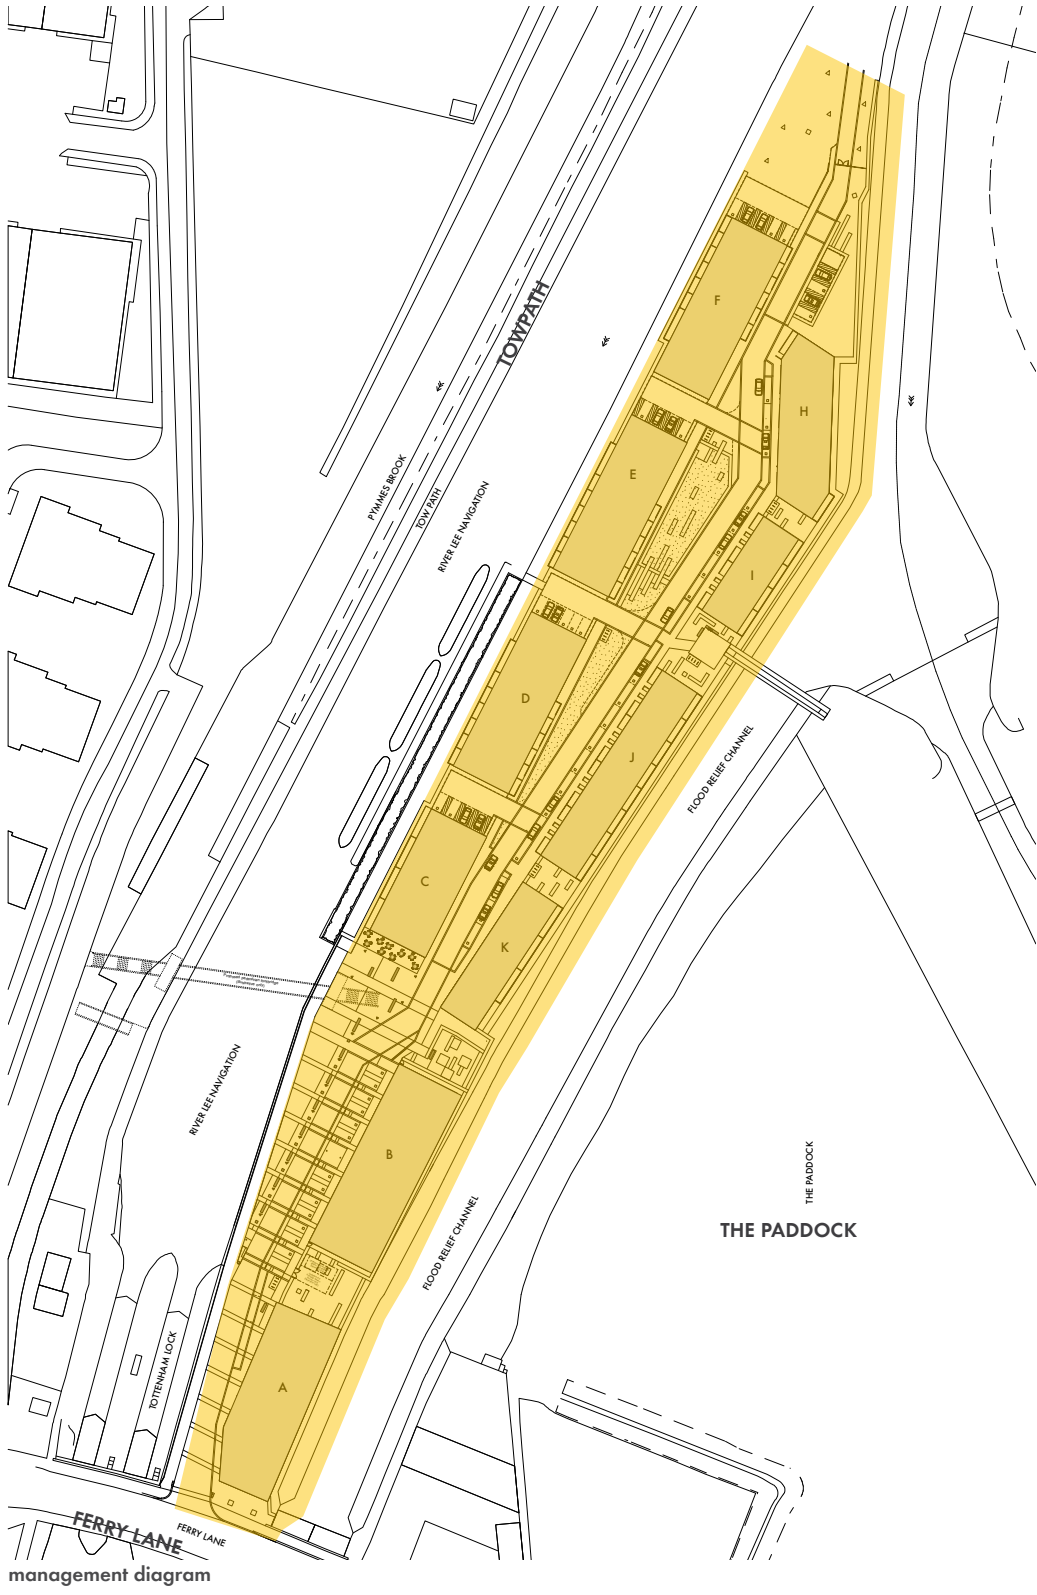 F
TOWPATH
H
E
PYMMES BROOK
TOW PATH
RIVER LEE NAVIGATION
I
D
J
FLOOD RELIEF CHANNEL
C
K
RIVER LEE NAVIGATION
B
THE PADDOCK
THE PADDOCK
FLOOD RELIEF CHANNEL
TOTTENHAM LOCK
A
FERRY LANE
FERRY LANE
management diagram